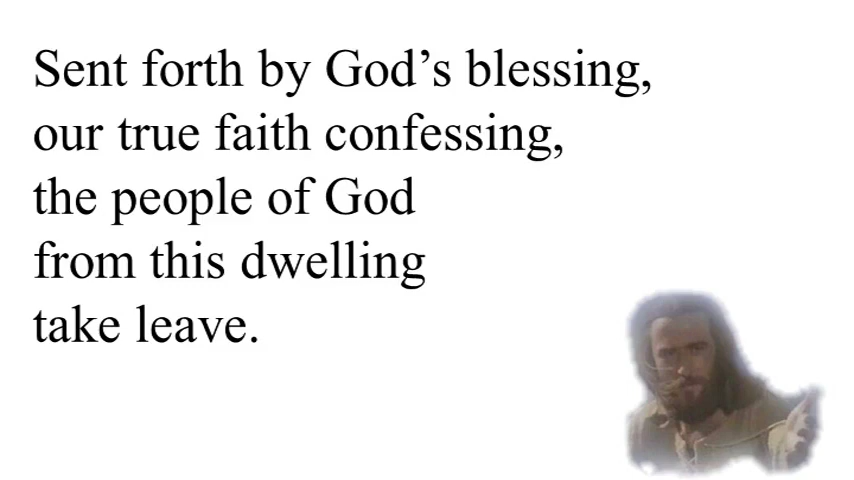 Sent forth by God’s blessing,
our true faith confessing,
the people of God
from this dwelling
take leave.